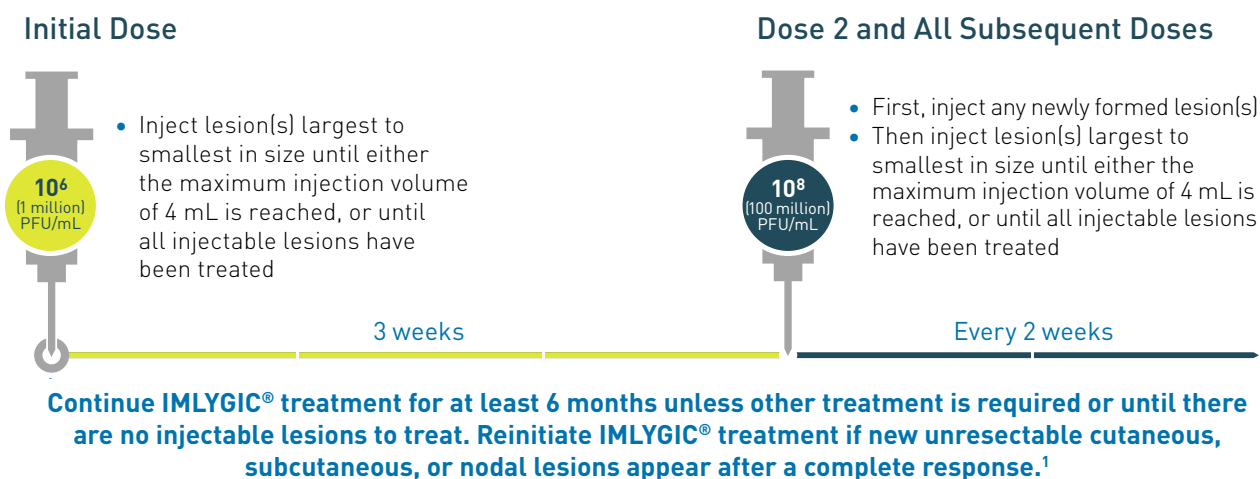 Initial Dose
10⁶
(1 million)
PFU/mL
• Inject lesion(s) largest to
smallest in size until either
the maximum injection volume
of 4 mL is reached, or until
all injectable lesions have
been treated
3 weeks
Dose 2 and All Subsequent Doses
10⁸
(100 million)
PFU/mL
• First, inject any newly formed lesion(s)
• Then inject lesion(s) largest to
smallest in size until either the
maximum injection volume of 4 mL is
reached, or until all injectable lesions
have been treated
Every 2 weeks
Continue IMLYGIC® treatment for at least 6 months unless other treatment is required or until there
are no injectable lesions to treat. Reinitiate IMLYGIC® treatment if new unresectable cutaneous,
subcutaneous, or nodal lesions appear after a complete response.¹